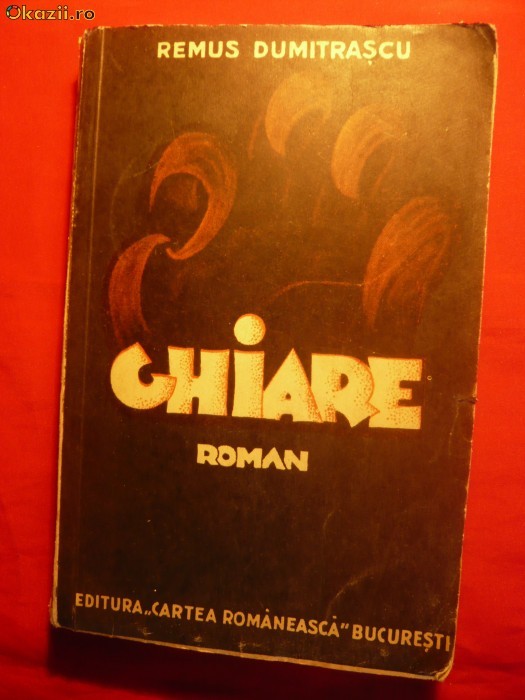 Okazii.ro
REMUS DUMITRAȘCU
GHIARE
ROMAN
EDITURA „CARTEA ROMÂNEASCĂ" BUCUREȘTI